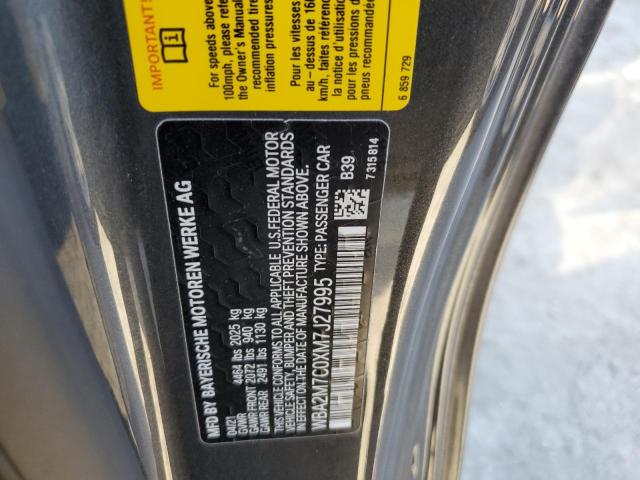 IMPORTANT
For speeds above
100mph, please refer
the Owner's Manual
recommended tire
inflation pressures
Pour les vitesses
au-dessus de 160
km/h, faites référence
la notice d'utilisation
pour les pressions de
pneus recommandées
6 859 729
MFD BY BAYERISCHE MOTOREN WERKE AG
04/21
GVWR 4464 lbs 2025 kg
GAWR FRONT 2072 lbs 940 kg
GAWR REAR 2491 lbs 1130 kg
THIS VEHICLE CONFORMS TO ALL APPLICABLE U.S. FEDERAL MOTOR
VEHICLE SAFETY, BUMPER AND THEFT PREVENTION STANDARDS
IN EFFECT ON THE DATE OF MANUFACTURE SHOWN ABOVE.
WBA2M7C0XM7J27995 TYPE: PASSENGER CAR
B39
7315814